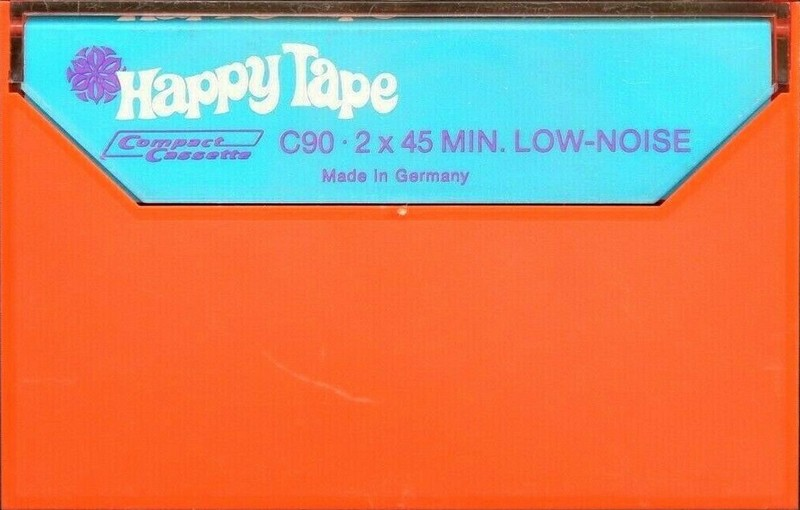 Happy Tape
Compact
Cassette
C90 · 2 x 45 MIN. LOW-NOISE
Made in Germany